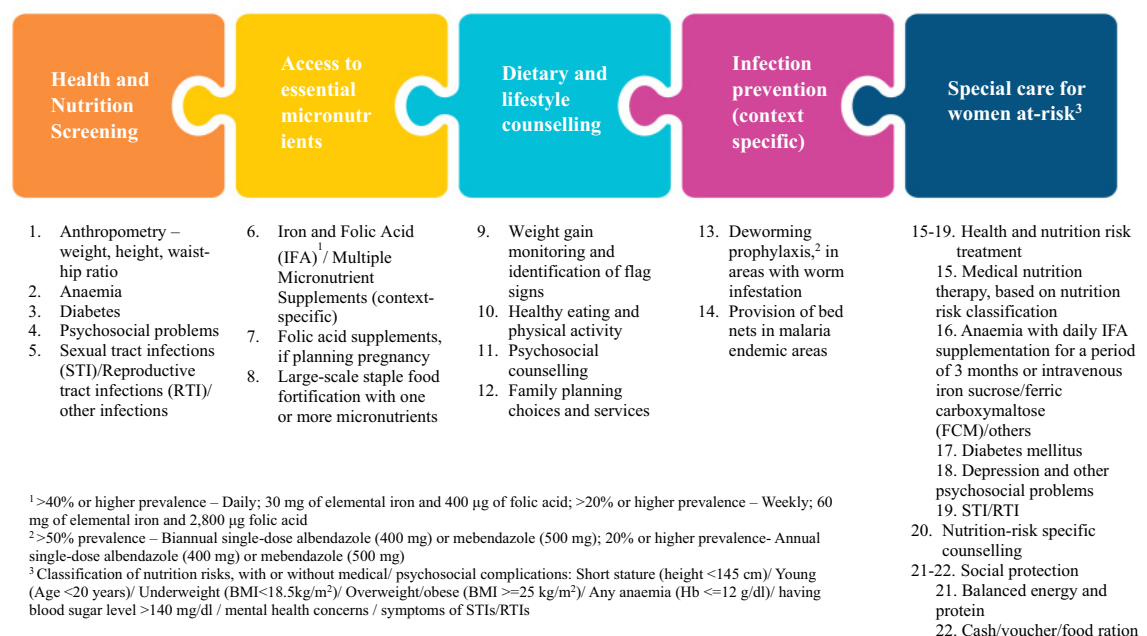 Health and
Nutrition
Screening
Access to
essential
micronutr
ients
Dietary and
lifestyle
counselling
Infection
prevention
(context
specific)
Special care for
women at-risk³
1. Anthropometry –
weight, height, waist-
hip ratio
2. Anaemia
3. Diabetes
4. Psychosocial problems
5. Sexual tract infections
(STI)/Reproductive
tract infections (RTI)/
other infections
6. Iron and Folic Acid
(IFA)¹/ Multiple
Micronutrient
Supplements (context-
specific)
7. Folic acid supplements,
if planning pregnancy
8. Large-scale staple food
fortification with one
or more micronutrients
9. Weight gain
monitoring and
identification of flag
signs
10. Healthy eating and
physical activity
11. Psychosocial
counselling
12. Family planning
choices and services
13. Deworming
prophylaxis,² in
areas with worm
infestation
14. Provision of bed
nets in malaria
endemic areas
15-19. Health and nutrition risk
treatment
15. Medical nutrition
therapy, based on nutrition
risk classification
16. Anaemia with daily IFA
supplementation for a period
of 3 months or intravenous
iron sucrose/ferric
carboxymaltose
(FCM)/others
17. Diabetes mellitus
18. Depression and other
psychosocial problems
19. STI/RTI
20. Nutrition-risk specific
counselling
21-22. Social protection
21. Balanced energy and
protein
22. Cash/voucher/food ration
¹ >40% or higher prevalence – Daily; 30 mg of elemental iron and 400 µg of folic acid; >20% or higher prevalence – Weekly; 60
mg of elemental iron and 2,800 µg folic acid
² >50% prevalence – Biannual single-dose albendazole (400 mg) or mebendazole (500 mg); 20% or higher prevalence- Annual
single-dose albendazole (400 mg) or mebendazole (500 mg)
³ Classification of nutrition risks, with or without medical/ psychosocial complications: Short stature (height <145 cm)/ Young
(Age <20 years)/ Underweight (BMI<18.5kg/m²)/ Overweight/obese (BMI >=25 kg/m²)/ Any anaemia (Hb <=12 g/dl)/ having
blood sugar level >140 mg/dl / mental health concerns / symptoms of STIs/RTIs